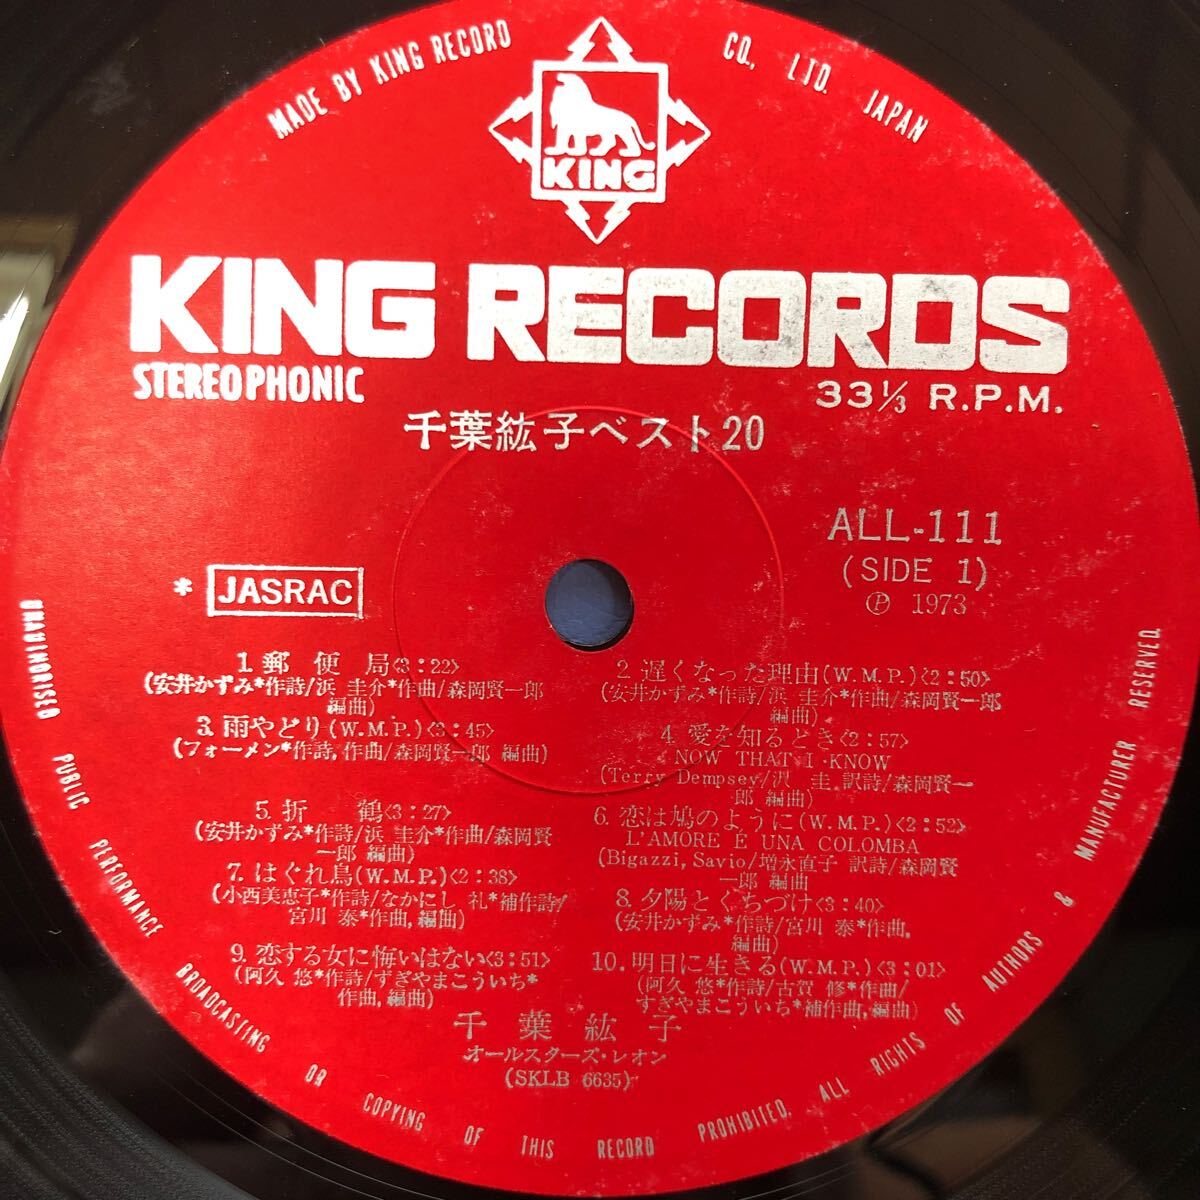 MADE BY KING RECORD CO., LTD. JAPAN
KING
KING RECORDS
STEREOPHONIC
33⅓ R.P.M.
千葉紘子ベスト20
ALL-111
(SIDE 1)
Ⓟ 1973
* JASRAC
1. 郵便局<3:22>
(安井かずみ*作詩/浜 圭介*作曲/森岡賢一郎
編曲)
2. 遅くなった理由(W.M.P.)<2:50>
(安井かずみ*作詩/浜 圭介*作曲/森岡賢一郎
編曲)
3. 雨やどり(W.M.P.)<3:45>
(フォーメン*作詩,作曲/森岡賢一郎 編曲)
4. 愛を知るとき<2:57>
NOW THAT I KNOW
(Terry Dempsey/沢 圭 訳詩/森岡賢一
郎 編曲)
5. 折鶴<3:27>
(安井かずみ*作詩/浜 圭介*作曲/森岡賢
一郎 編曲)
6. 恋は鳩のように(W.M.P.)<2:52>
L'AMORE E UNA COLOMBA
(Bigazzi, Savio/増永直子 訳詩/森岡賢
一郎 編曲)
7. はぐれ鳥(W.M.P.)<2:38>
(小西美恵子*作詩/なかにし 礼*補作詩/
宮川 泰*作曲,編曲)
8. 夕陽とくちづけ<3:40>
(安井かずみ*作詩/宮川 泰*作曲,
編曲)
9. 恋する女に悔いはない<3:51>
(阿久 悠*作詩/すぎやまこういち*
作曲,編曲)
10. 明日に生きる(W.M.P.)<3:01>
(阿久 悠*作詩/古賀 修*作曲/
すぎやまこういち*補作曲,編曲)
千葉紘子
オールスターズ・レオン
(SKLB 6635)
UNAUTHORISED PUBLIC PERFORMANCE BROADCASTING OR COPYING OF THIS RECORD PROHIBITED. ALL RIGHTS OF AUTHORS & MANUFACTURER RESERVED.